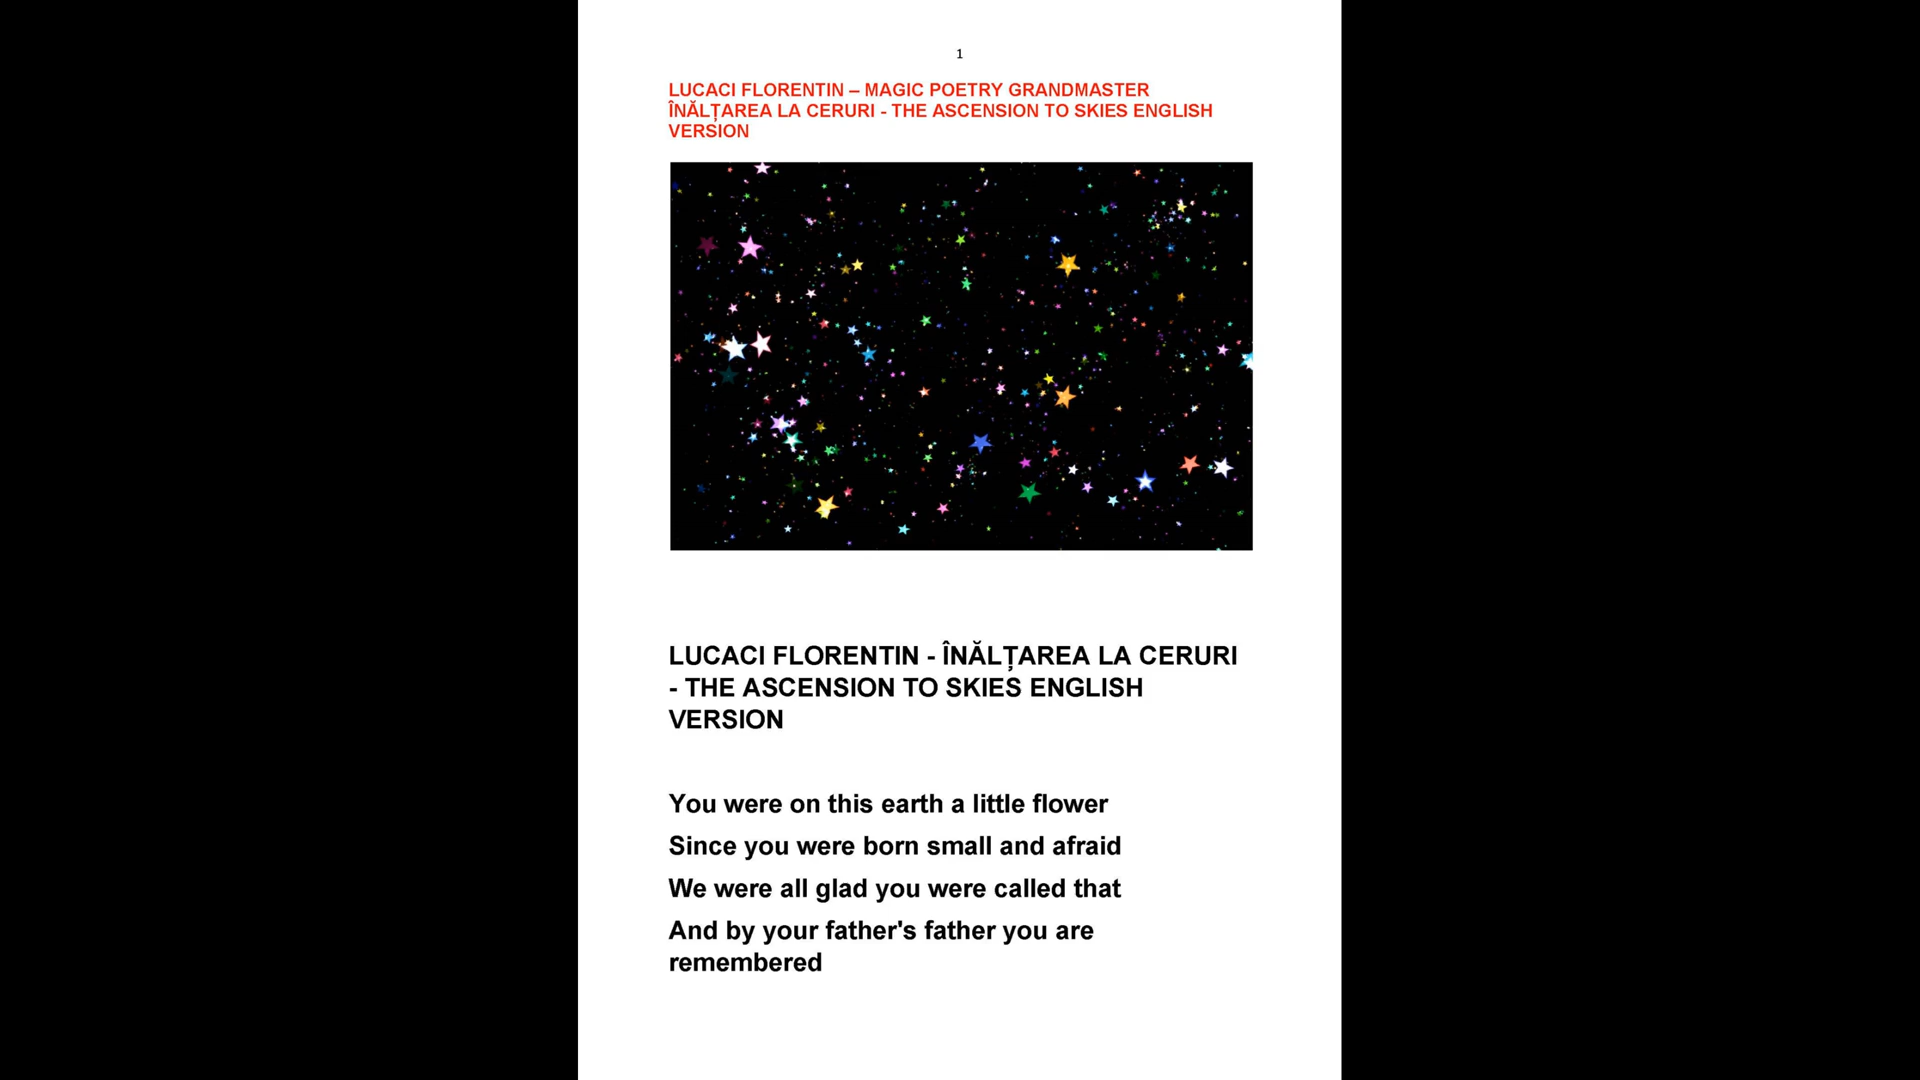 1
LUCACI FLORENTIN – MAGIC POETRY GRANDMASTER
ÎNĂLȚAREA LA CERURI - THE ASCENSION TO SKIES ENGLISH
VERSION
LUCACI FLORENTIN - ÎNĂLȚAREA LA CERURI
- THE ASCENSION TO SKIES ENGLISH
VERSION
You were on this earth a little flower
Since you were born small and afraid
We were all glad you were called that
And by your father's father you are
remembered